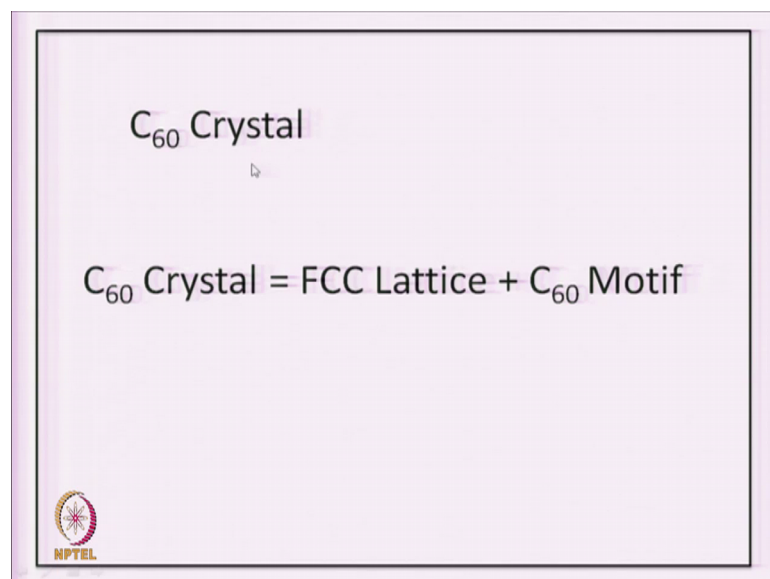 C₆₀ Crystal
C₆₀ Crystal = FCC Lattice + C₆₀ Motif
NPTEL